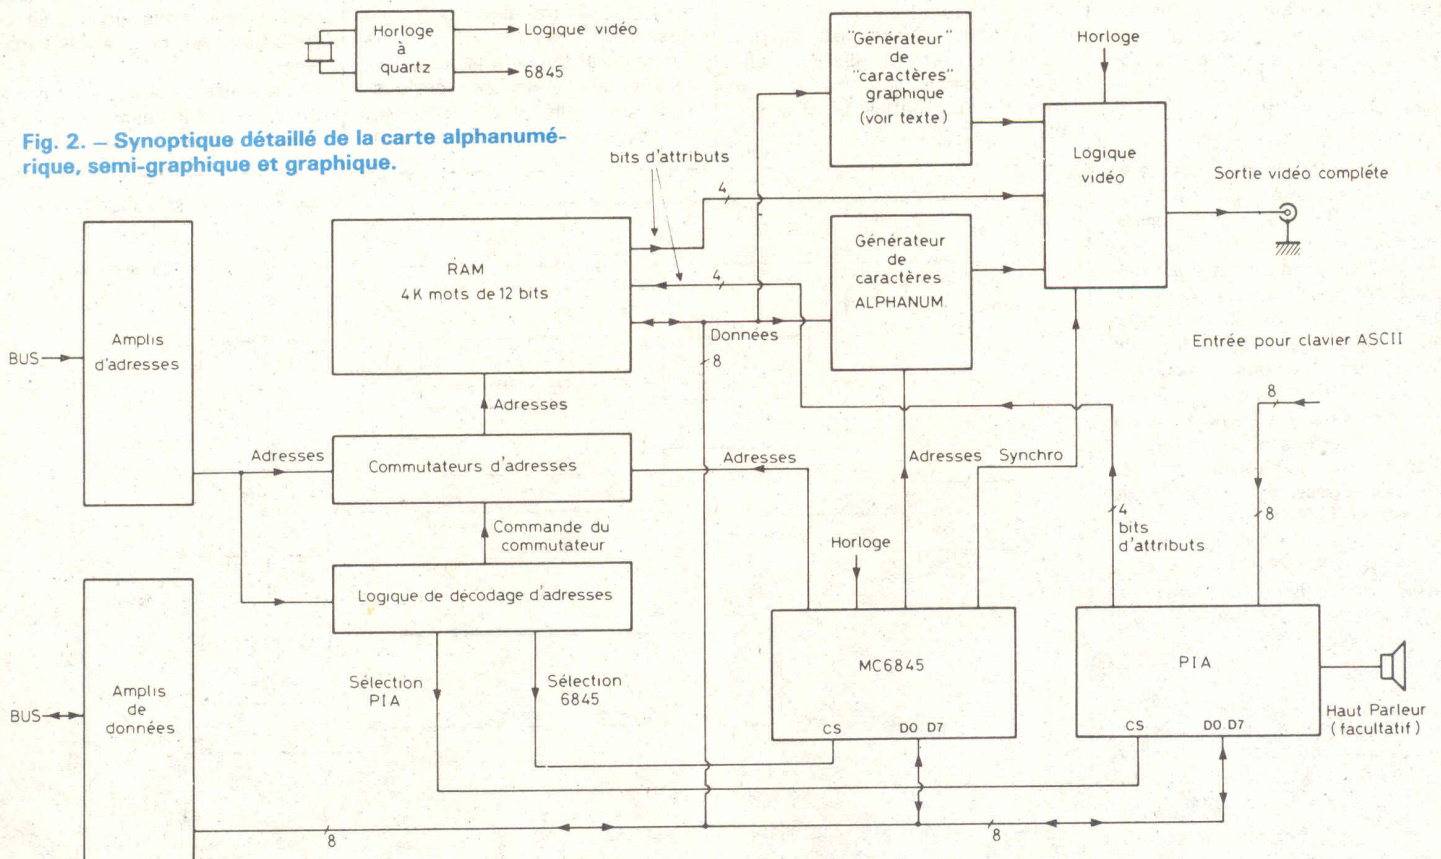 Horloge
à
quartz
Logique vidéo
6845
Fig. 2. – Synoptique détaillé de la carte alphanumé-
rique, semi-graphique et graphique.
"Générateur"
de
"caractères"
graphique
(voir texte)
Horloge
Logique
vidéo
Sortie vidéo complète
bits d'attributs
4
4
RAM
4K mots de 12 bits
Générateur
de
caractères
ALPHANUM.
Données
8
BUS
Amplis
d'adresses
Entrée pour clavier ASCII
8
8
Adresses
Adresses
Commutateurs d'adresses
Adresses
Adresses
Synchro
4
bits
d'attributs
Commande du
commutateur
Horloge
Logique de décodage d'adresses
Sélection
PIA
Sélection
6845
MC6845
CS
D0 D7
PIA
CS
D0 D7
Haut Parleur
(facultatif)
BUS
Amplis
de
données
8
8